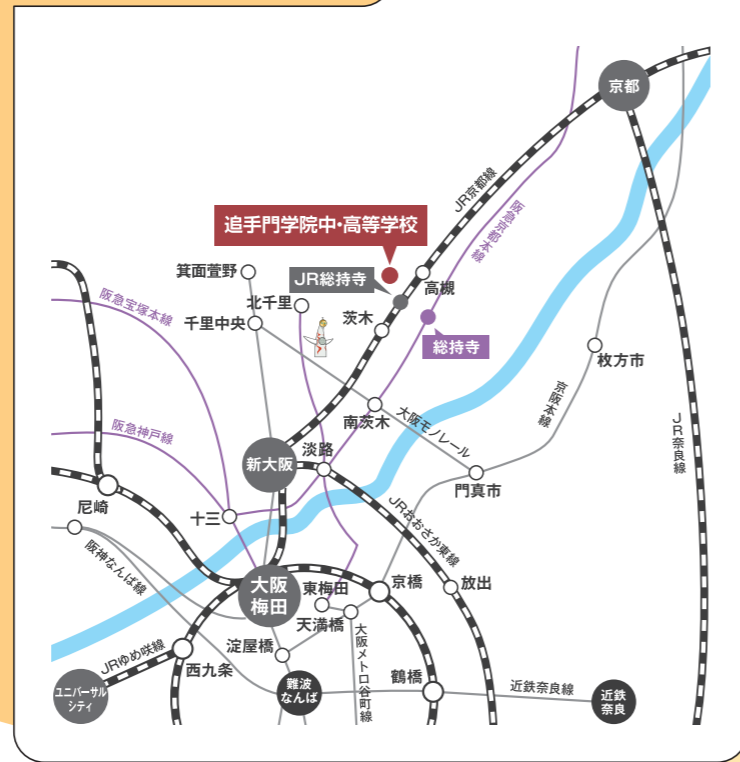 京都
JR京都線
阪急京都本線
追手門学院中・高等学校
箕面萱野
JR総持寺
高槻
北千里
阪急宝塚本線
千里中央
茨木
総持寺
枚方市
南茨木
大阪モノレール
京阪本線
JR奈良線
阪急神戸線
新大阪
淡路
門真市
尼崎
十三
JRおおさか東線
阪神なんば線
大阪
梅田
東梅田
京橋
放出
天満橋
淀屋橋
大阪メトロ谷町線
JRゆめ咲線
西九条
ユニバーサル
シティ
難波
なんば
鶴橋
近鉄奈良線
近鉄
奈良